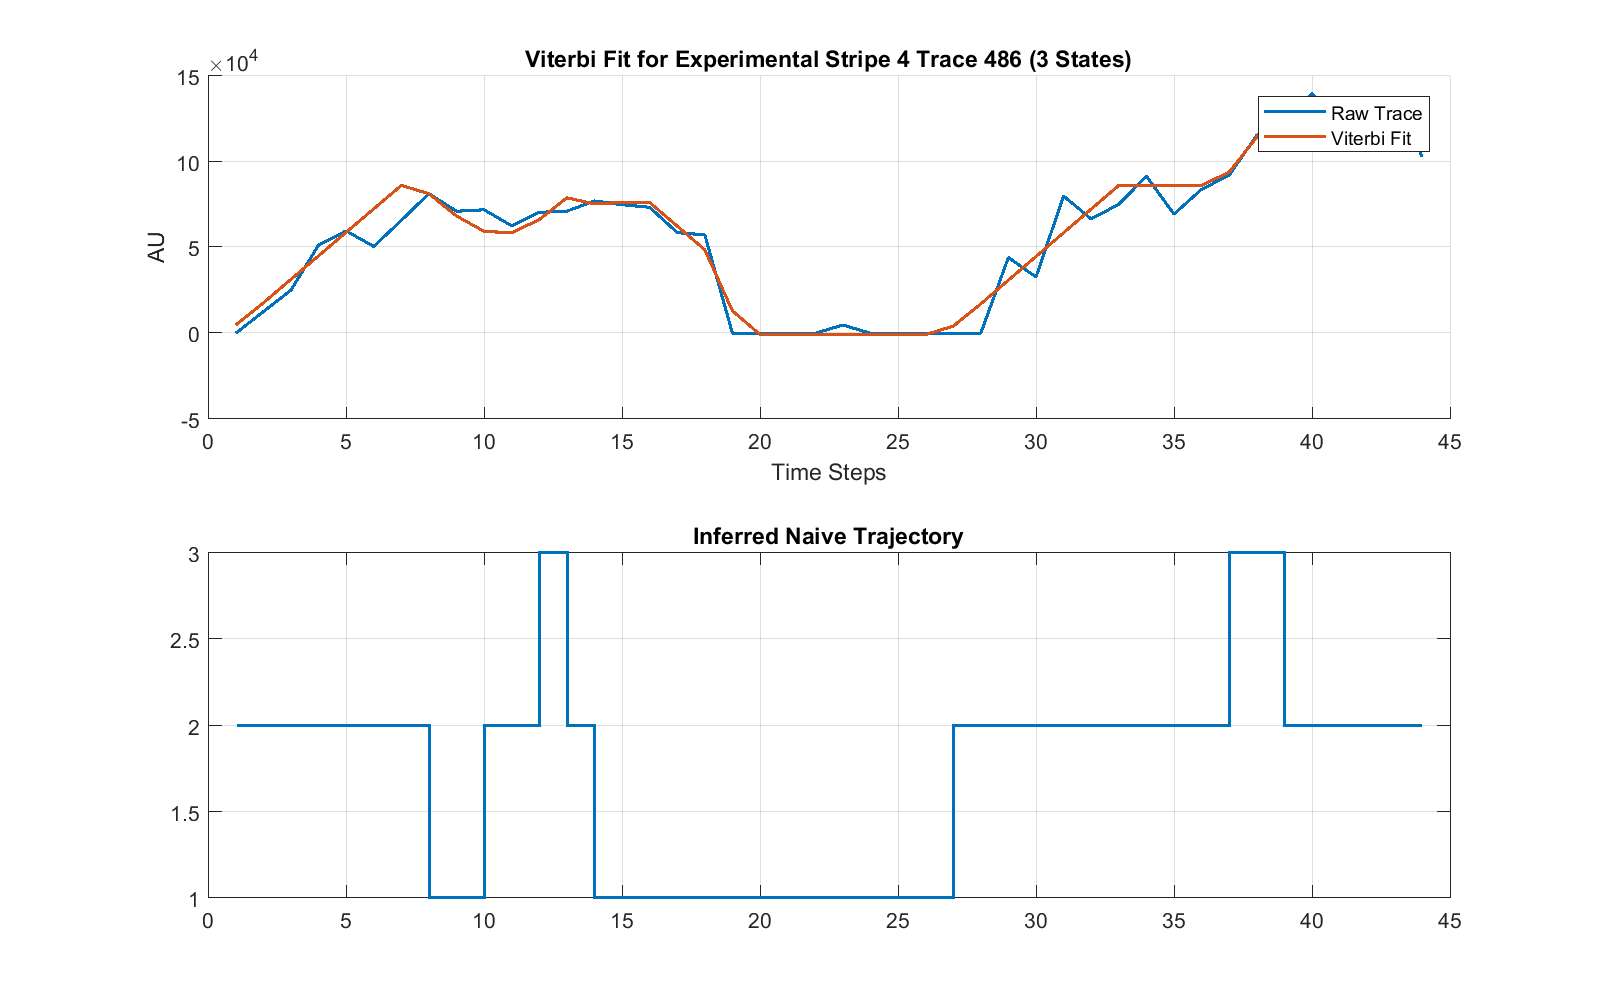 Viterbi Fit for Experimental Stripe 4 Trace 486 (3 States)
×10⁴
15
10
5
0
-5
AU
Raw Trace
Viterbi Fit
0 5 10 15 20 25 30 35 40 45
Time Steps
Inferred Naive Trajectory
3
2.5
2
1.5
1
0 5 10 15 20 25 30 35 40 45